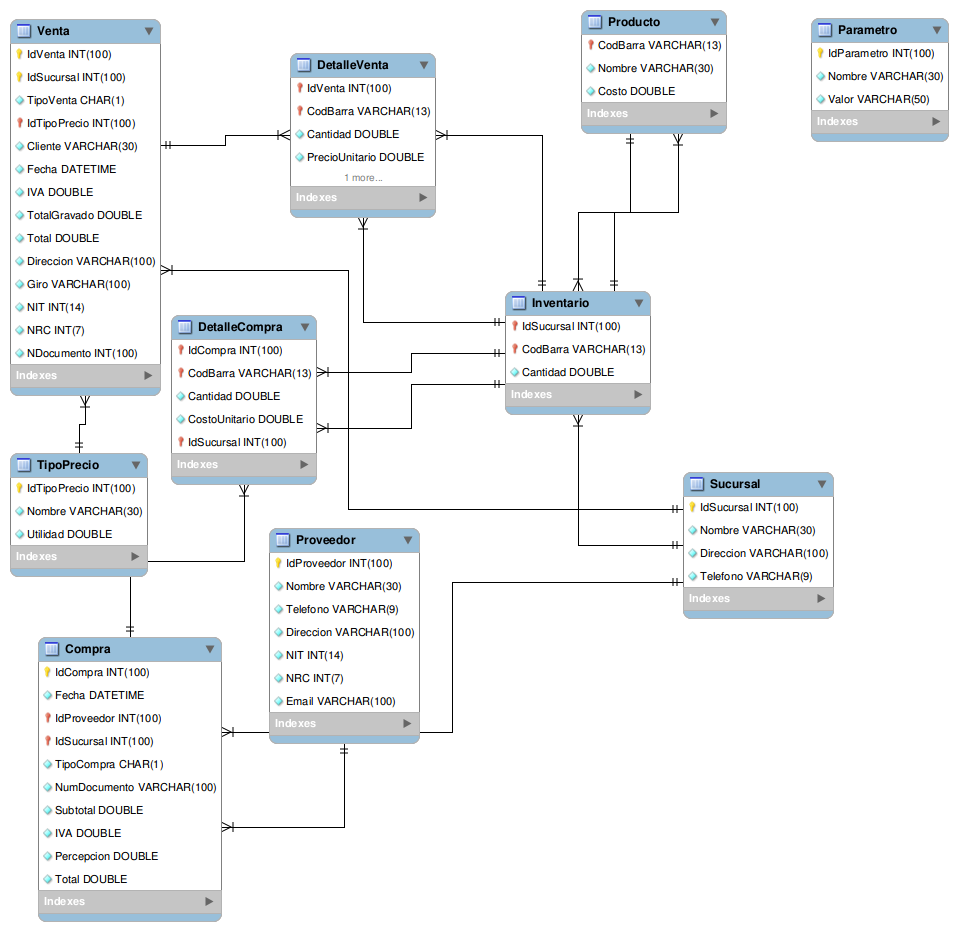 Venta
IdVenta INT(100)
IdSucursal INT(100)
TipoVenta CHAR(1)
IdTipoPrecio INT(100)
Cliente VARCHAR(30)
Fecha DATETIME
IVA DOUBLE
TotalGravado DOUBLE
Total DOUBLE
Direccion VARCHAR(100)
Giro VARCHAR(100)
NIT INT(14)
NRC INT(7)
NDocumento INT(100)
Indexes
DetalleVenta
IdVenta INT(100)
CodBarra VARCHAR(13)
Cantidad DOUBLE
PrecioUnitario DOUBLE
1 more...
Indexes
Producto
CodBarra VARCHAR(13)
Nombre VARCHAR(30)
Costo DOUBLE
Indexes
Parametro
IdParametro INT(100)
Nombre VARCHAR(30)
Valor VARCHAR(50)
Indexes
DetalleCompra
IdCompra INT(100)
CodBarra VARCHAR(13)
Cantidad DOUBLE
CostoUnitario DOUBLE
IdSucursal INT(100)
Indexes
Inventario
IdSucursal INT(100)
CodBarra VARCHAR(13)
Cantidad DOUBLE
Indexes
TipoPrecio
IdTipoPrecio INT(100)
Nombre VARCHAR(30)
Utilidad DOUBLE
Indexes
Proveedor
IdProveedor INT(100)
Nombre VARCHAR(30)
Telefono VARCHAR(9)
Direccion VARCHAR(100)
NIT INT(14)
NRC INT(7)
Email VARCHAR(100)
Indexes
Sucursal
IdSucursal INT(100)
Nombre VARCHAR(30)
Direccion VARCHAR(100)
Telefono VARCHAR(9)
Indexes
Compra
IdCompra INT(100)
Fecha DATETIME
IdProveedor INT(100)
IdSucursal INT(100)
TipoCompra CHAR(1)
NumDocumento VARCHAR(100)
Subtotal DOUBLE
IVA DOUBLE
Percepcion DOUBLE
Total DOUBLE
Indexes